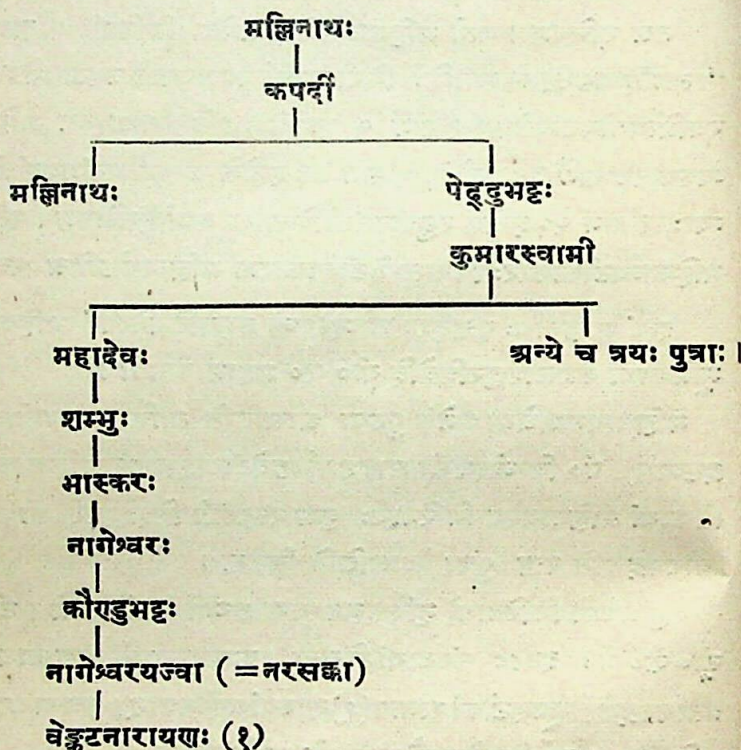 मल्लिनाथः
कपर्दी
मल्लिनाथः पेद्दुभट्टः
कुमारस्वामी
महादेवः अन्ये च त्रयः पुत्राः ।
शम्भुः
भास्करः
नागेश्वरः
कौण्डुभट्टः
नागेश्वरयज्वा (=नरसक्का)
वेङ्कटनारायणः (१)